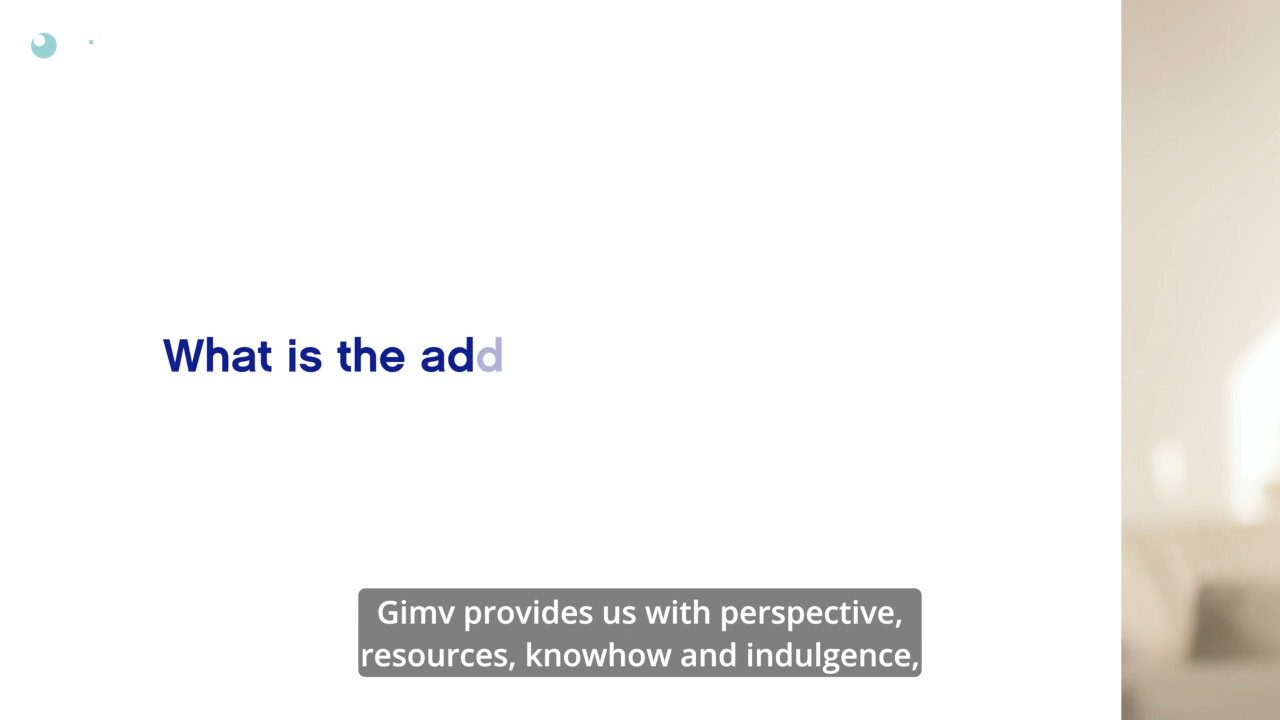 What is the add
Gimv provides us with perspective,
resources, knowhow and indulgence,